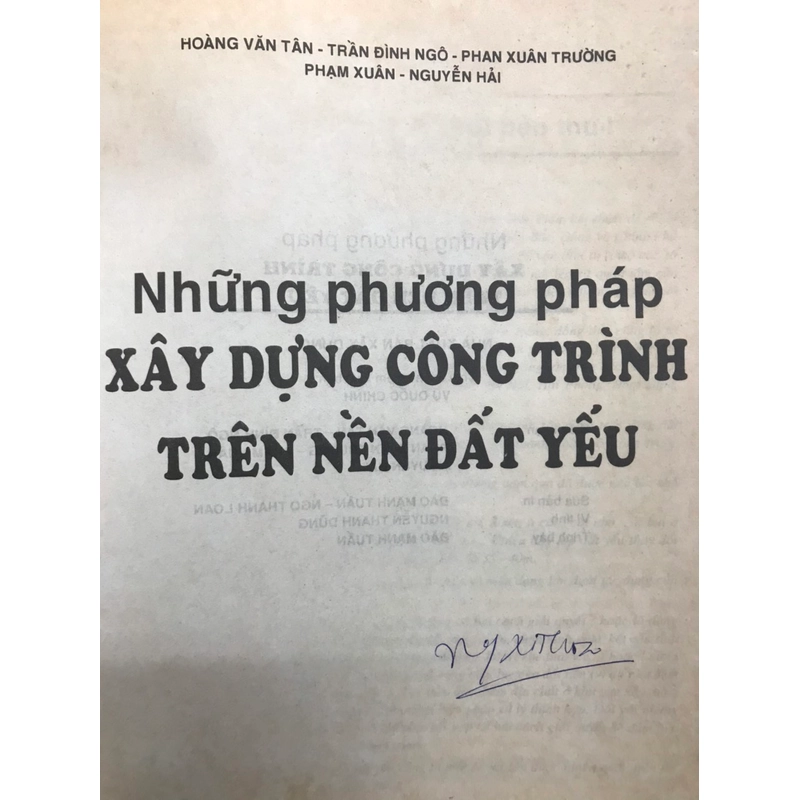 HOÀNG VĂN TÂN - TRẦN ĐÌNH NGÔ - PHAN XUÂN TRƯỜNG
PHẠM XUÂN - NGUYỄN HẢI
Những phương pháp
XÂY DỰNG CÔNG TRÌNH
TRÊN NỀN ĐẤT YẾU